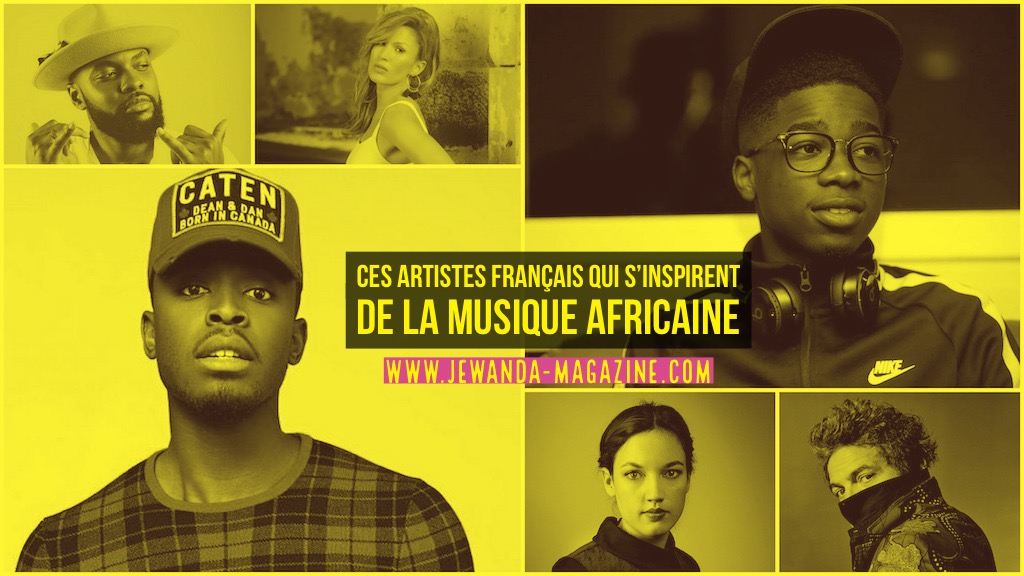 CATEN
DEAN & DAN
BORN IN CANADA
CES ARTISTES FRANÇAIS QUI S’INSPIRENT
DE LA MUSIQUE AFRICAINE
WWW.JEWANDA-MAGAZINE.COM
NIKE